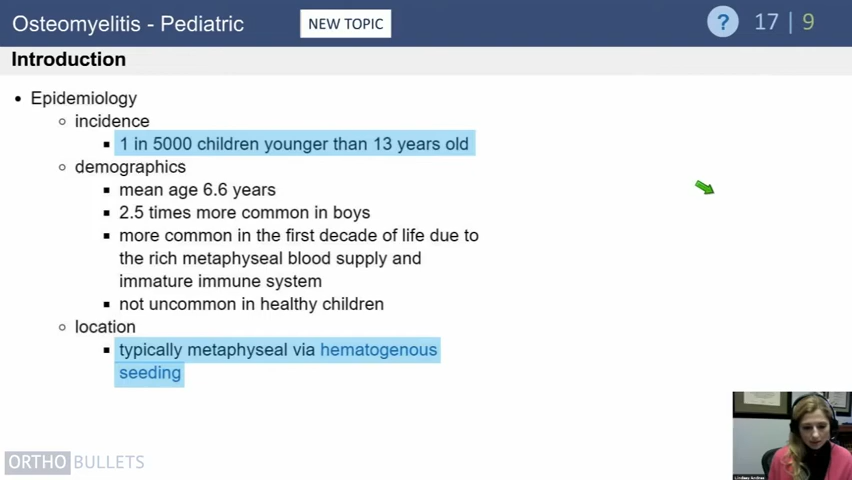 Osteomyelitis - Pediatric
NEW TOPIC
? 17 | 9
Introduction
Epidemiology
incidence
1 in 5000 children younger than 13 years old
demographics
mean age 6.6 years
2.5 times more common in boys
more common in the first decade of life due to
the rich metaphyseal blood supply and
immature immune system
not uncommon in healthy children
location
typically metaphyseal via hematogenous
seeding
ORTHO BULLETS